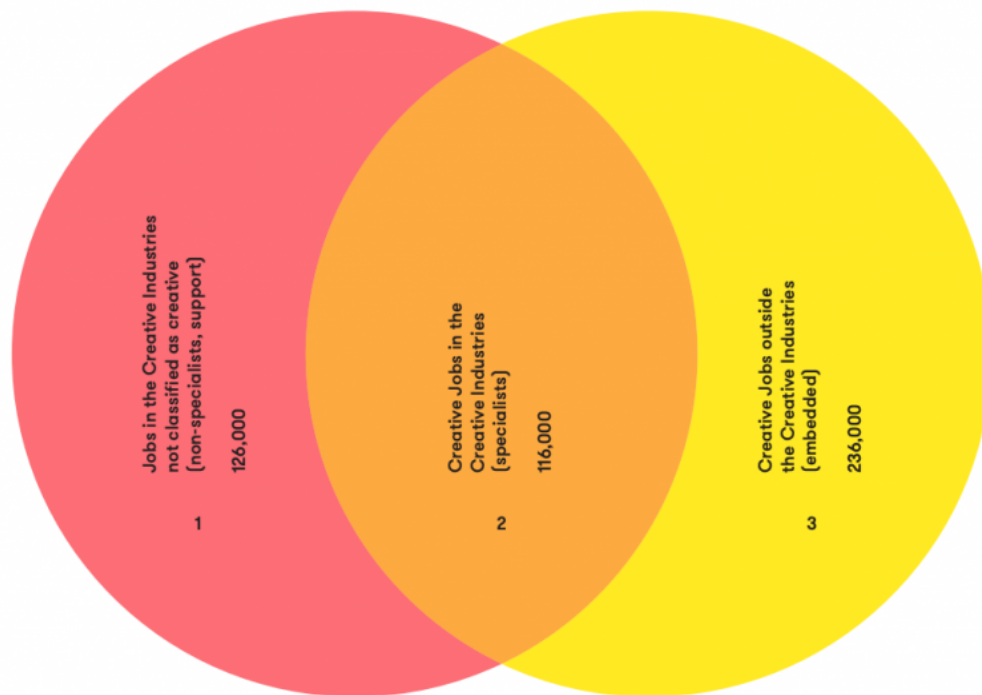 1
Jobs in the Creative Industries
not classified as creative
(non-specialists, support)
126,000
2
Creative Jobs in the
Creative Industries
(specialists)
116,000
3
Creative Jobs outside
the Creative Industries
(embedded)
236,000